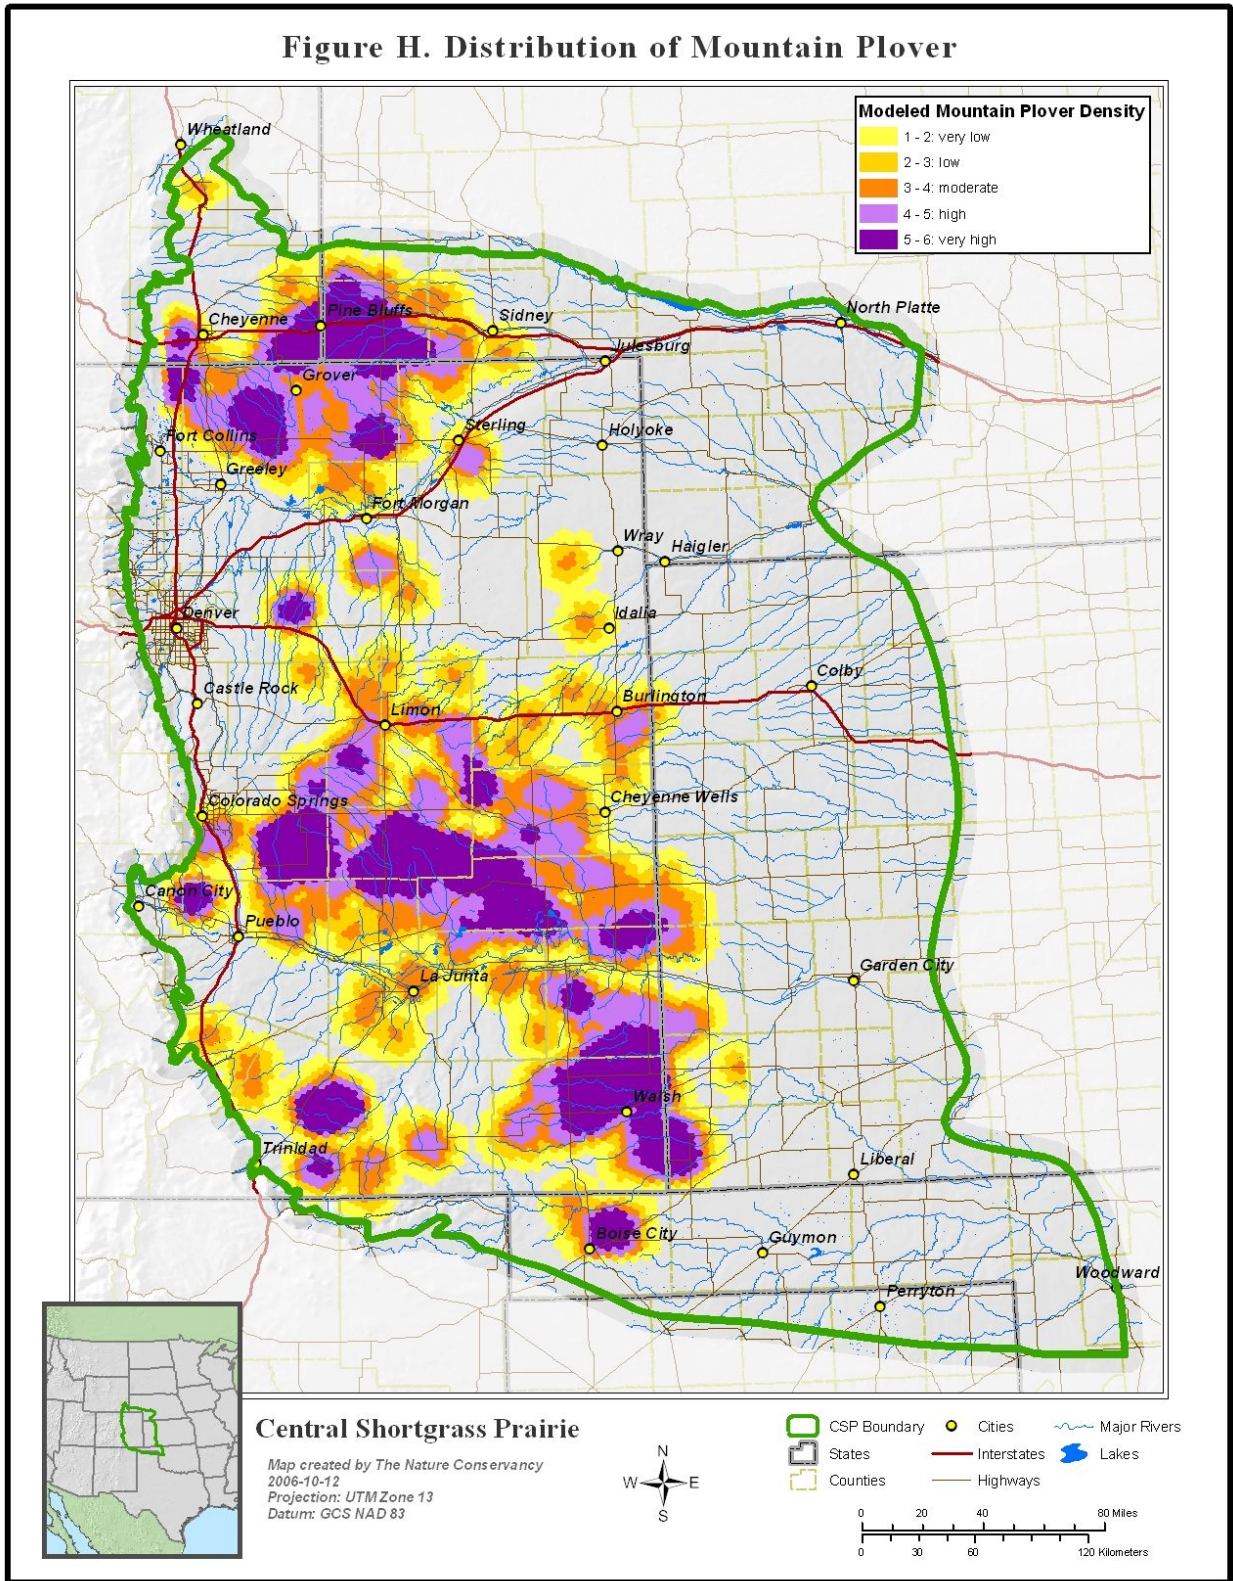 Figure H. Distribution of Mountain Plover
Modeled Mountain Plover Density
1 - 2: very low
2 - 3: low
3 - 4: moderate
4 - 5: high
5 - 6: very high
Wheatland
Cheyenne
Pine Bluffs
Sidney
North Platte
Julesburg
Grover
Fort Collins
Sterling
Holyoke
Greeley
Fort Morgan
Wray
Haigler
Denver
Idalia
Castle Rock
Burlington
Colby
Limon
Colorado Springs
Cheyenne Wells
Canon City
Pueblo
La Junta
Garden City
Walsh
Trinidad
Liberal
Boise City
Guymon
Woodward
Perryton
Central Shortgrass Prairie
Map created by The Nature Conservancy
2006-10-12
Projection: UTM Zone 13
Datum: GCS NAD 83
N
W
E
S
CSP Boundary
Cities
Major Rivers
States
Interstates
Lakes
Counties
Highways
0 20 40 80 Miles
0 30 60 120 Kilometers